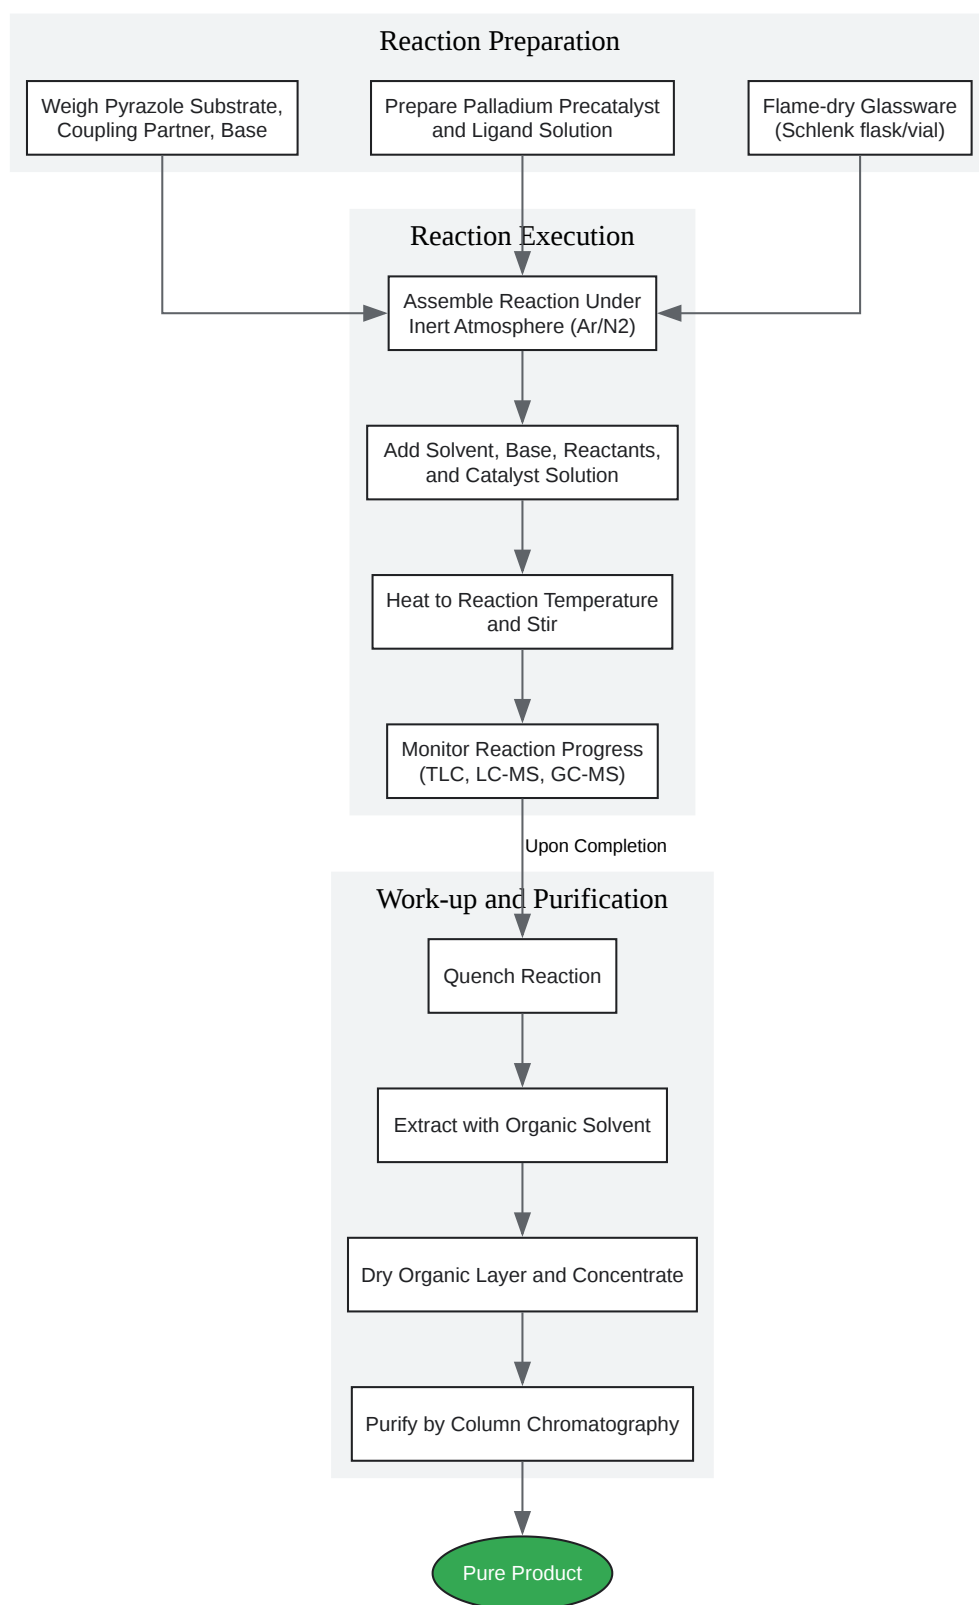 Reaction Preparation
Weigh Pyrazole Substrate,
Coupling Partner, Base
Prepare Palladium Precatalyst
and Ligand Solution
Flame-dry Glassware
(Schlenk flask/vial)
Reaction Execution
Assemble Reaction Under
Inert Atmosphere (Ar/N2)
Add Solvent, Base, Reactants,
and Catalyst Solution
Heat to Reaction Temperature
and Stir
Monitor Reaction Progress
(TLC, LC-MS, GC-MS)
Upon Completion
Work-up and Purification
Quench Reaction
Extract with Organic Solvent
Dry Organic Layer and Concentrate
Purify by Column Chromatography
Pure Product